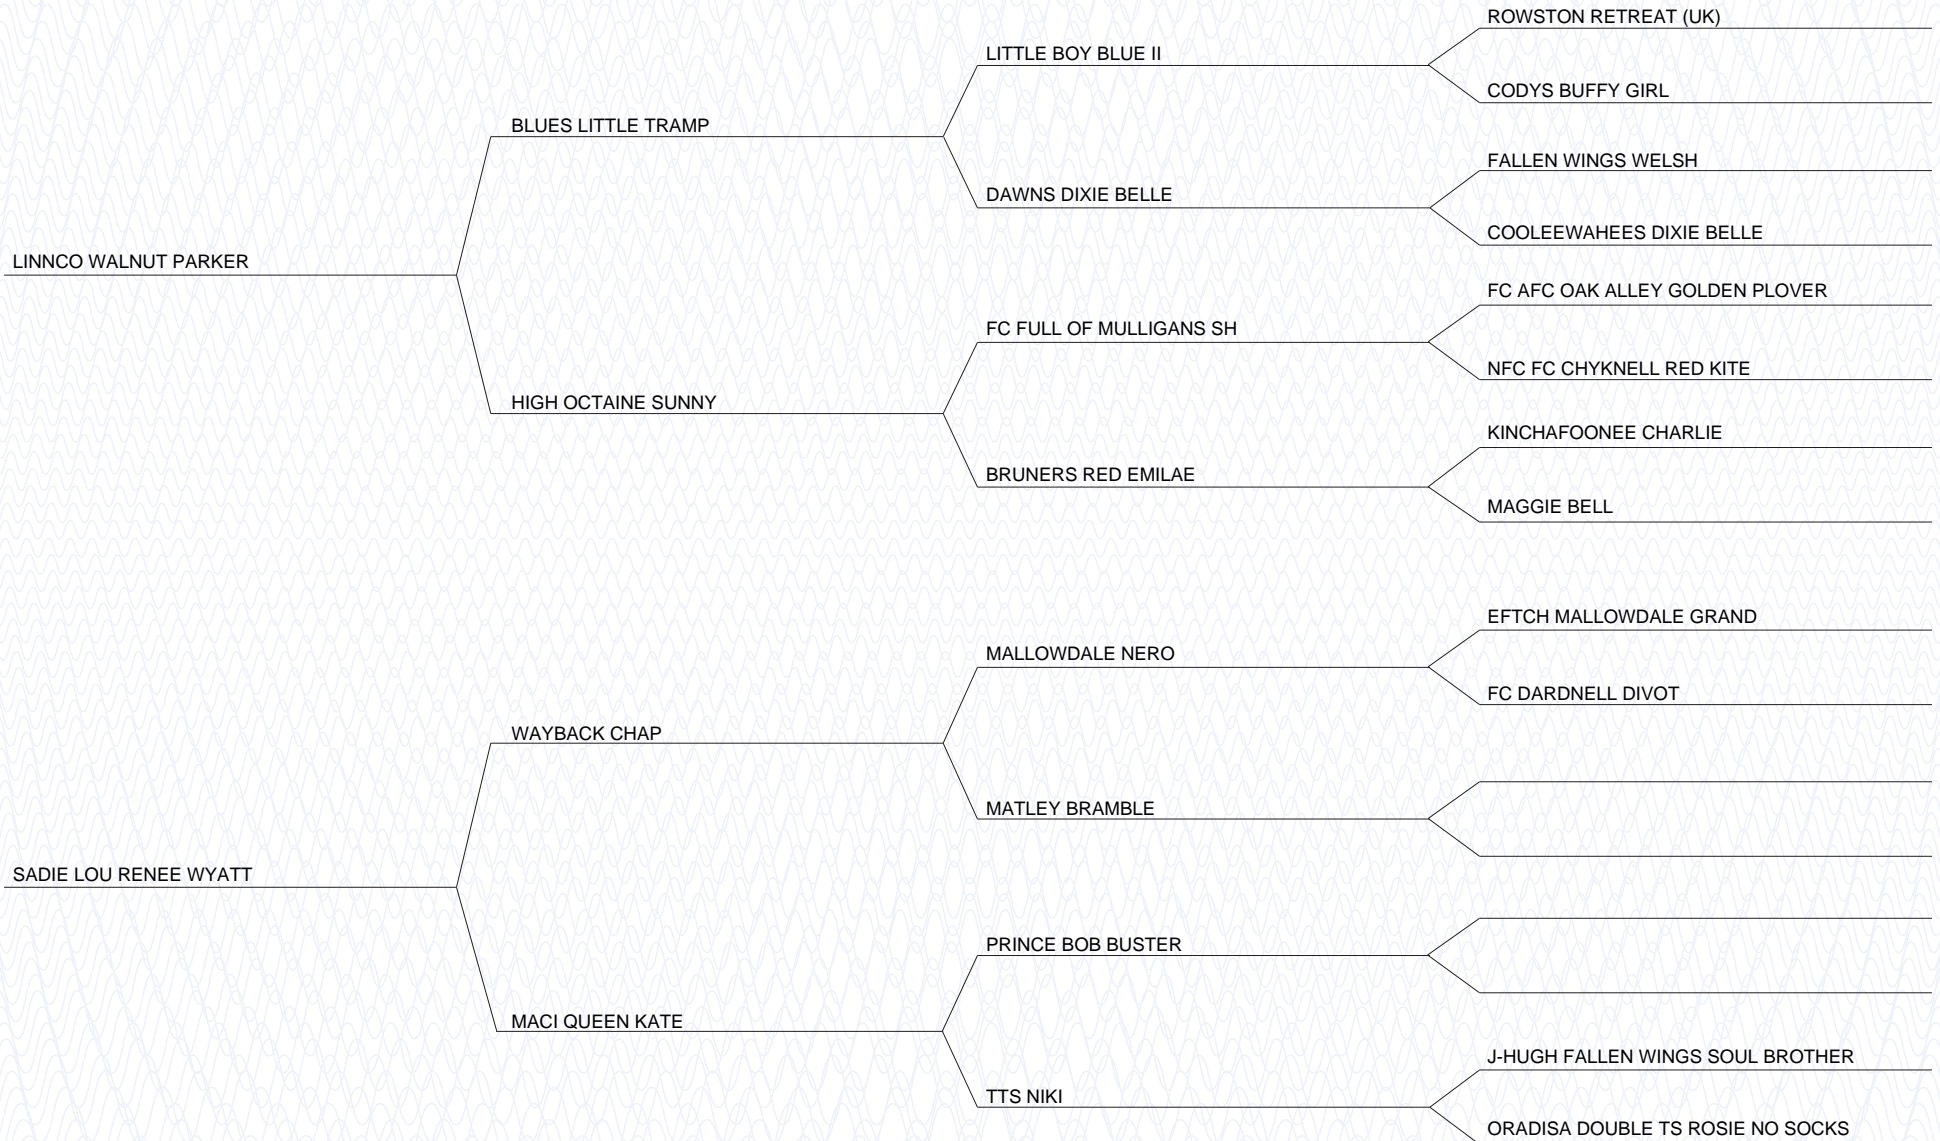 ROWSTON RETREAT (UK)
LITTLE BOY BLUE II
CODYS BUFFY GIRL
BLUES LITTLE TRAMP
FALLEN WINGS WELSH
DAWNS DIXIE BELLE
COOLEEWAHEES DIXIE BELLE
LINNCO WALNUT PARKER
FC AFC OAK ALLEY GOLDEN PLOVER
FC FULL OF MULLIGANS SH
NFC FC CHYKNELL RED KITE
HIGH OCTAINE SUNNY
KINCHAFOONEE CHARLIE
BRUNERS RED EMILAE
MAGGIE BELL
EFTCH MALLOWDALE GRAND
MALLOWDALE NERO
FC DARDNELL DIVOT
WAYBACK CHAP
MATLEY BRAMBLE
SADIE LOU RENEE WYATT
PRINCE BOB BUSTER
MACI QUEEN KATE
J-HUGH FALLEN WINGS SOUL BROTHER
TTS NIKI
ORADISA DOUBLE TS ROSIE NO SOCKS